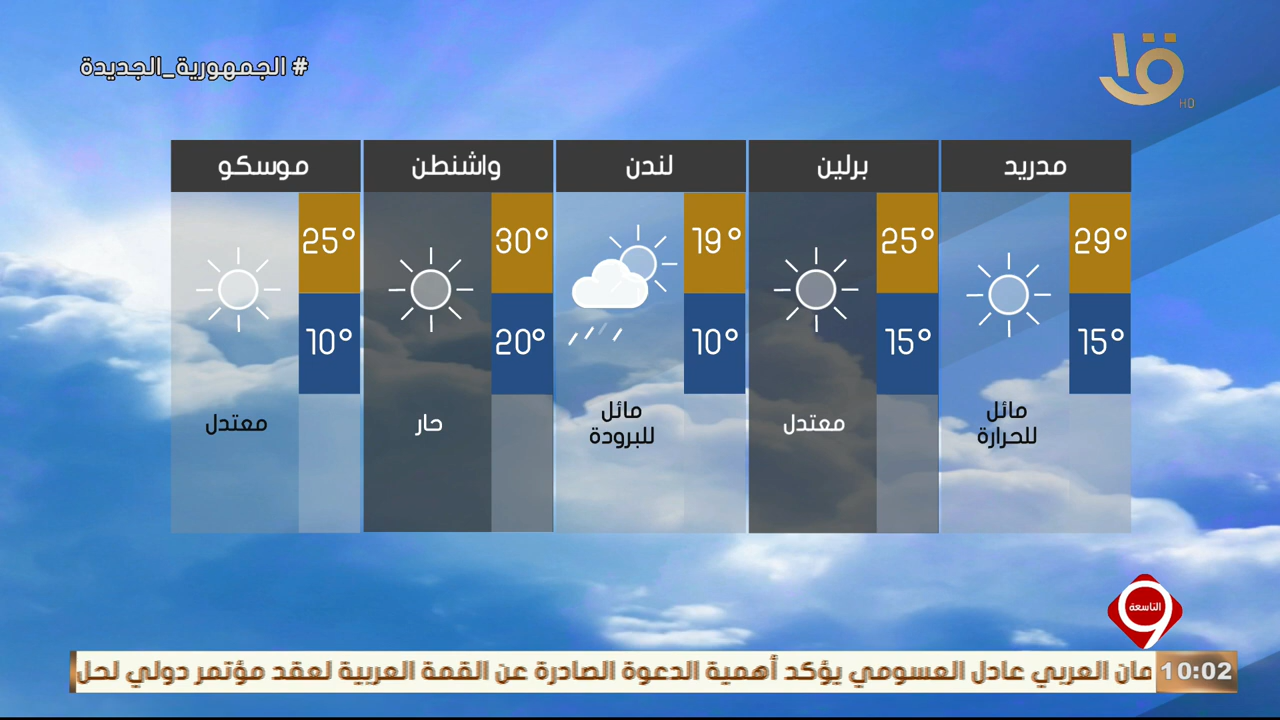 # الجمهورية_الجديدة
HD
مدريد
29°
15°
مائل
للحرارة
برلين
25°
15°
معتدل
لندن
19°
10°
مائل
للبرودة
واشنطن
30°
20°
حار
موسكو
25°
10°
معتدل
التاسعة
9
10:02
مان العربي عادل العسومي يؤكد أهمية الدعوة الصادرة عن القمة العربية لعقد مؤتمر دولي لحل